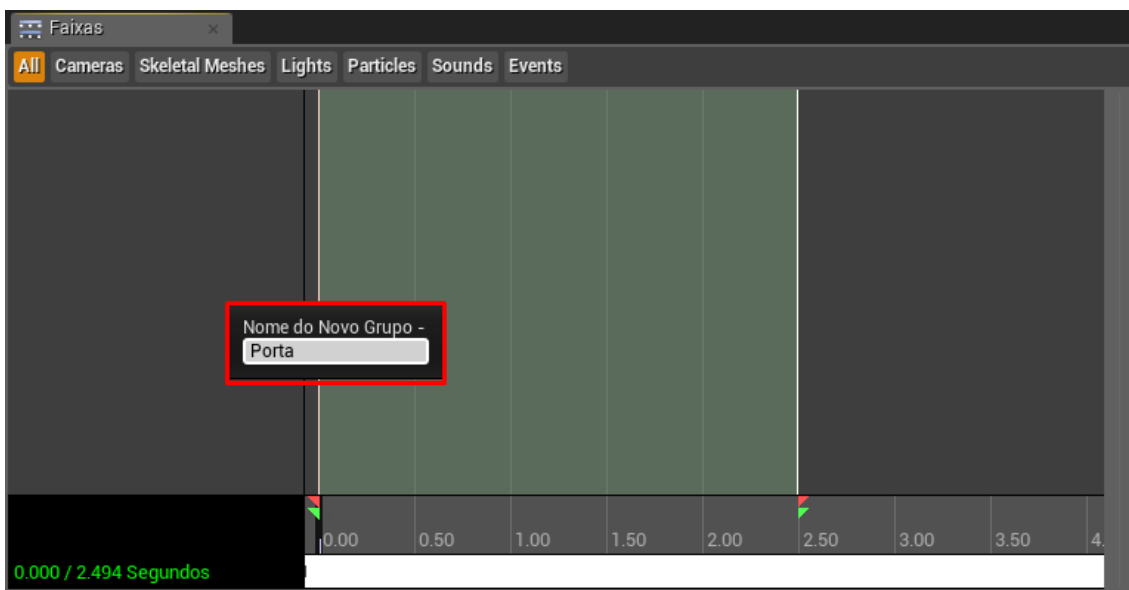 Faixas
All Cameras Skeletal Meshes Lights Particles Sounds Events
Nome do Novo Grupo -
Porta
0.00 0.50 1.00 1.50 2.00 2.50 3.00 3.50 4.
0.000 / 2.494 Segundos